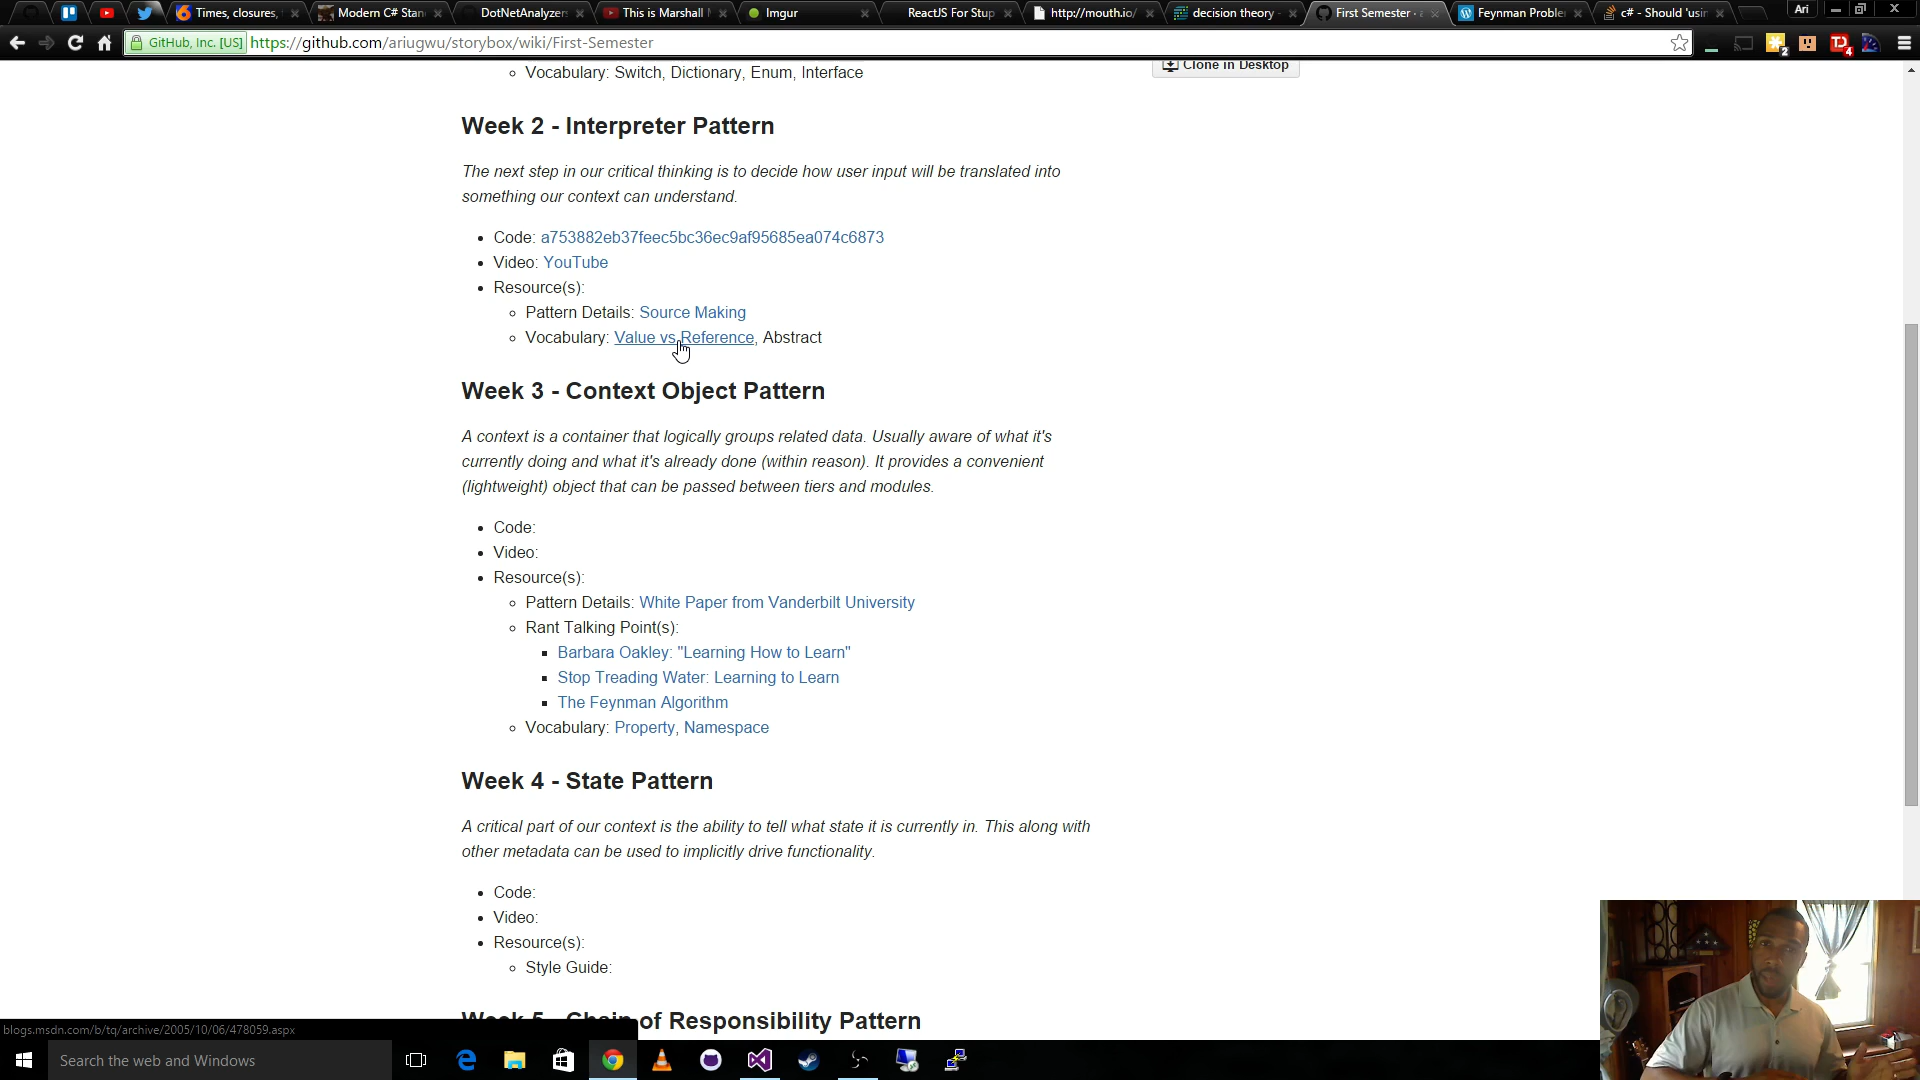 Times, closures,
Modern C# Stan
DotNetAnalyzer
This is Marshall
Imgur
ReactJS For Stup
http://mouth.io/
decision theory -
First Semester ·
Feynman Proble
c# - Should 'usin
Ari
GitHub, Inc. [US]
https://github.com/ariugwu/storybox/wiki/First-Semester
2
4
Vocabulary: Switch, Dictionary, Enum, Interface
Clone in Desktop
Week 2 - Interpreter Pattern
The next step in our critical thinking is to decide how user input will be translated into
something our context can understand.
Code: a753882eb37feec5bc36ec9af95685ea074c6873
Video: YouTube
Resource(s):
Pattern Details: Source Making
Vocabulary: Value vs Reference, Abstract
Week 3 - Context Object Pattern
A context is a container that logically groups related data. Usually aware of what it's
currently doing and what it's already done (within reason). It provides a convenient
(lightweight) object that can be passed between tiers and modules.
Code:
Video:
Resource(s):
Pattern Details: White Paper from Vanderbilt University
Rant Talking Point(s):
Barbara Oakley: "Learning How to Learn"
Stop Treading Water: Learning to Learn
The Feynman Algorithm
Vocabulary: Property, Namespace
Week 4 - State Pattern
A critical part of our context is the ability to tell what state it is currently in. This along with
other metadata can be used to implicitly drive functionality.
Code:
Video:
Resource(s):
Style Guide:
Week 5 - Chain of Responsibility Pattern
blogs.msdn.com/b/tq/archive/2005/10/06/478059.aspx
Search the web and Windows